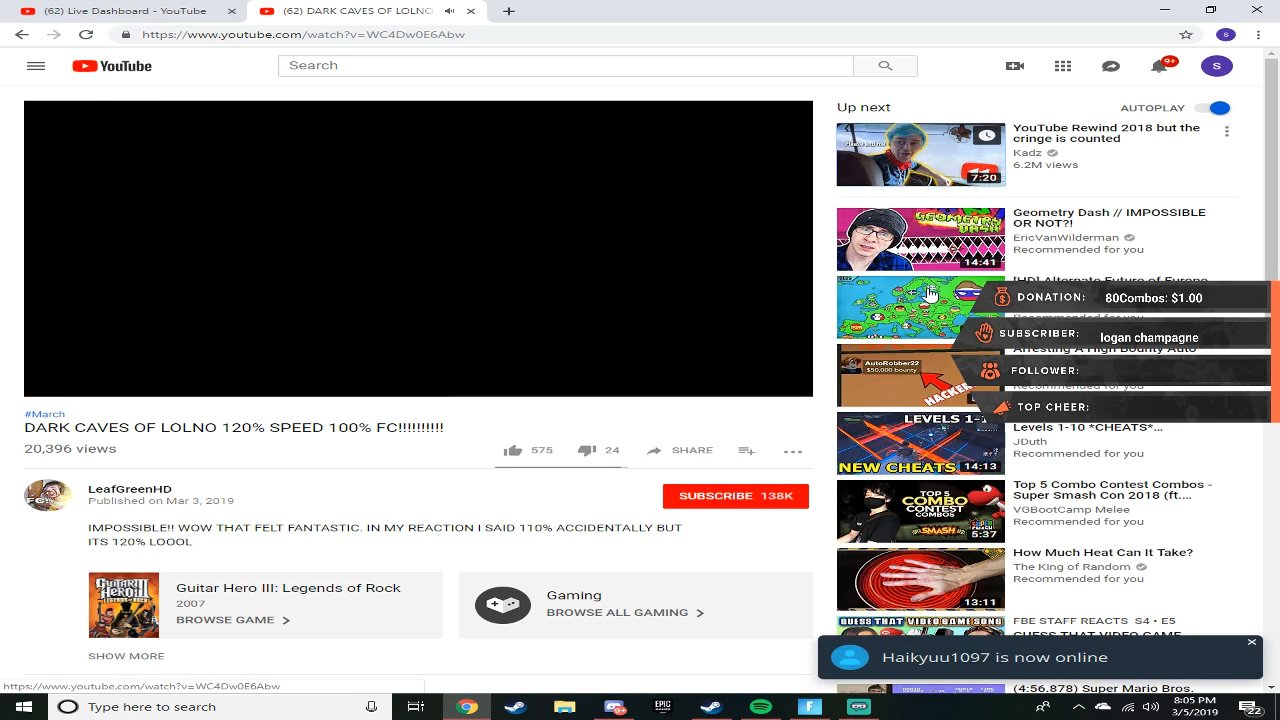 (62) Live Dashboard - YouTube
(62) DARK CAVES OF LOLNO
https://www.youtube.com/watch?v=WC4Dw0E6Abw
S
YouTube
Search
9+
S
Up next
AUTOPLAY
YouTube Rewind 2018 but the
cringe is counted
Kadz
6.2M views
7:20
Geometry Dash // IMPOSSIBLE
OR NOT?!
EricVanWilderman
Recommended for you
GEOMETRY
DASH
14:41
[HD] Alternate Future of Europe
DONATION: 80Combos: $1.00
SUBSCRIBER: logan champagne
Arresting A High Bounty Auto
FOLLOWER:
TOP CHEER:
AutoRobber22
$50,000 bounty
HACKER
Levels 1-10 *CHEATS*...
JDuth
Recommended for you
LEVELS 1-
NEW CHEATS
14:13
Top 5 Combo Contest Combos -
Super Smash Con 2018 (ft....
VGBootCamp Melee
Recommended for you
TOP 5
COMBO
CONTEST
COMBOS
SMASH
5:37
How Much Heat Can It Take?
The King of Random
Recommended for you
13:11
FBE STAFF REACTS S4 • E5
GUESS THAT VIDEO GAME
GUESS THAT VIDEO GAME SONG
(4:56.878) Super Mario Bros.
#March
DARK CAVES OF LOLNO 120% SPEED 100% FC!!!!!!!!!!
20,396 views
575
24
SHARE
LeafGreenHD
Published on Mar 3, 2019
SUBSCRIBE 138K
IMPOSSIBLE!! WOW THAT FELT FANTASTIC. IN MY REACTION I SAID 110% ACCIDENTALLY BUT
ITS 120% LOOOL
Guitar Hero III: Legends of Rock
2007
BROWSE GAME
Gaming
BROWSE ALL GAMING
SHOW MORE
Haikyuu1097 is now online
https://www.youtube.com/watch?v=WC4Dw0E6Abw
Type here to search
EPIC
GAMES
8:05 PM
3/5/2019
22